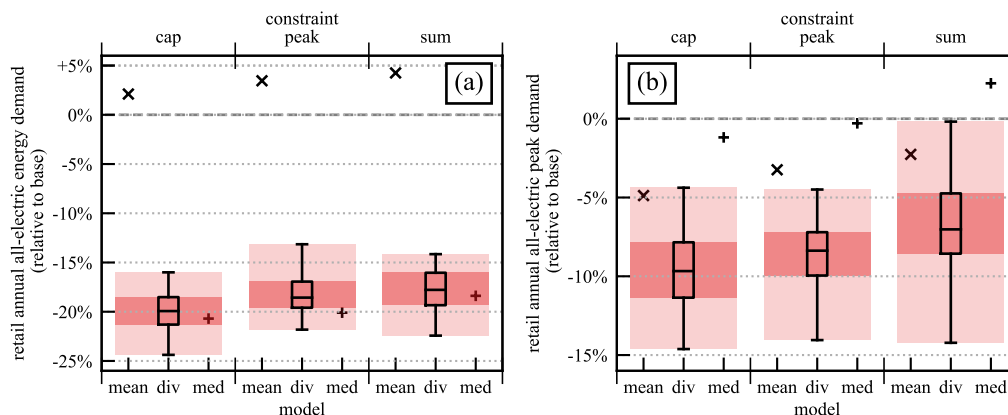 constraint
cap peak sum
retail annual all-electric energy demand
(relative to base)
+5%
0%
-5%
-10%
-15%
-20%
-25%
(a)
mean div med mean div med mean div med
model
constraint
cap peak sum
retail annual all-electric peak demand
(relative to base)
0%
-5%
-10%
-15%
(b)
mean div med mean div med mean div med
model